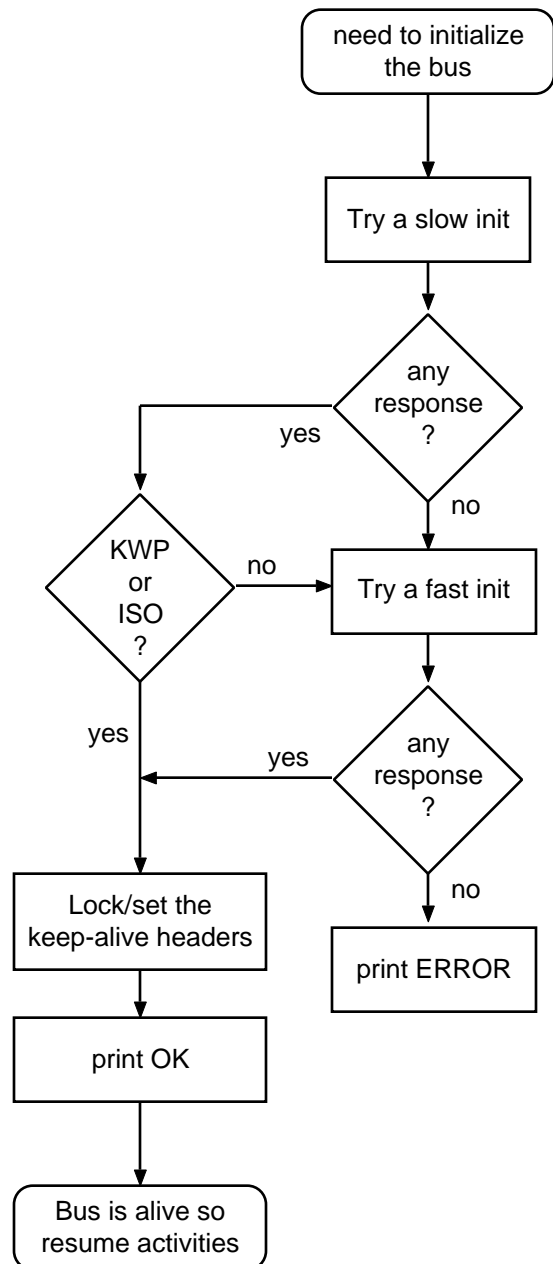 need to initialize
the bus
Try a slow init
any
response
?
yes
no
KWP
or
ISO
?
no
Try a fast init
yes
yes
any
response
?
no
Lock/set the
keep-alive headers
print ERROR
print OK
Bus is alive so
resume activities